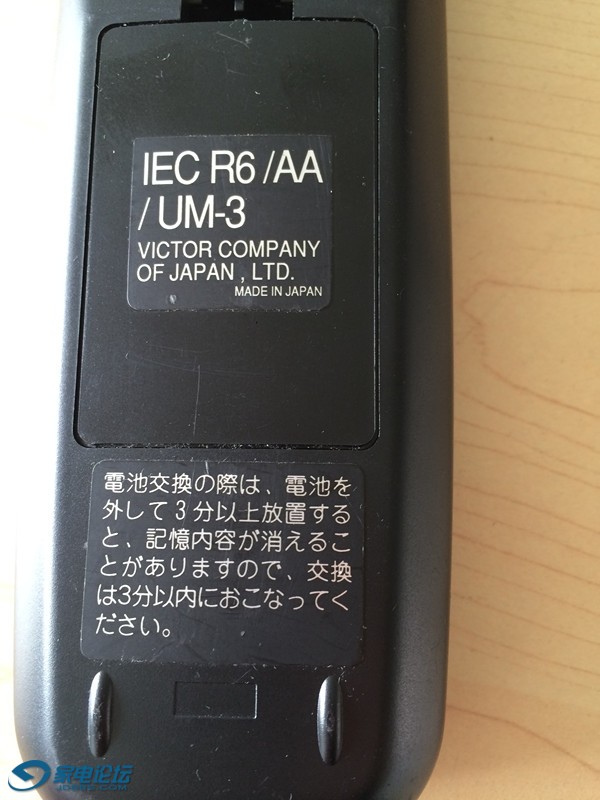 IEC R6 /AA
/ UM-3
VICTOR COMPANY
OF JAPAN , LTD.
MADE IN JAPAN
電池交換の際は、電池を
外して3分以上放置する
と、記憶内容が消えるこ
とがありますので、交換
は3分以内におこなってく
ださい。
家电论坛
JDBBS.COM